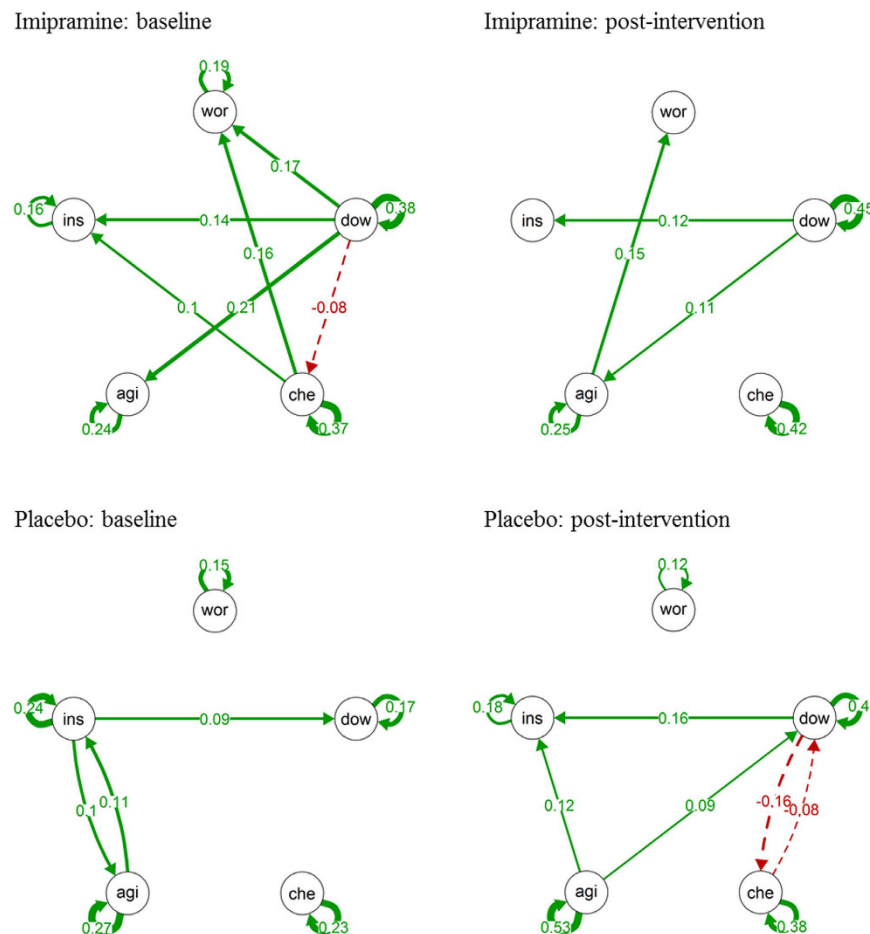 Imipramine: baseline
Imipramine: post-intervention
0.19
wor
wor
0.17
0.16
ins
0.14
dow
0.38
ins
0.12
dow
0.45
0.16
0.15
0.1
0.21
-0.08
0.11
agi
che
agi
che
0.24
0.37
0.25
0.42
Placebo: baseline
Placebo: post-intervention
0.15
0.12
wor
wor
0.24
ins
0.09
dow
0.17
0.18
ins
0.16
dow
0.4
0.1
0.11
0.12
0.09
-0.16
-0.08
agi
che
agi
che
0.27
0.23
0.53
0.38